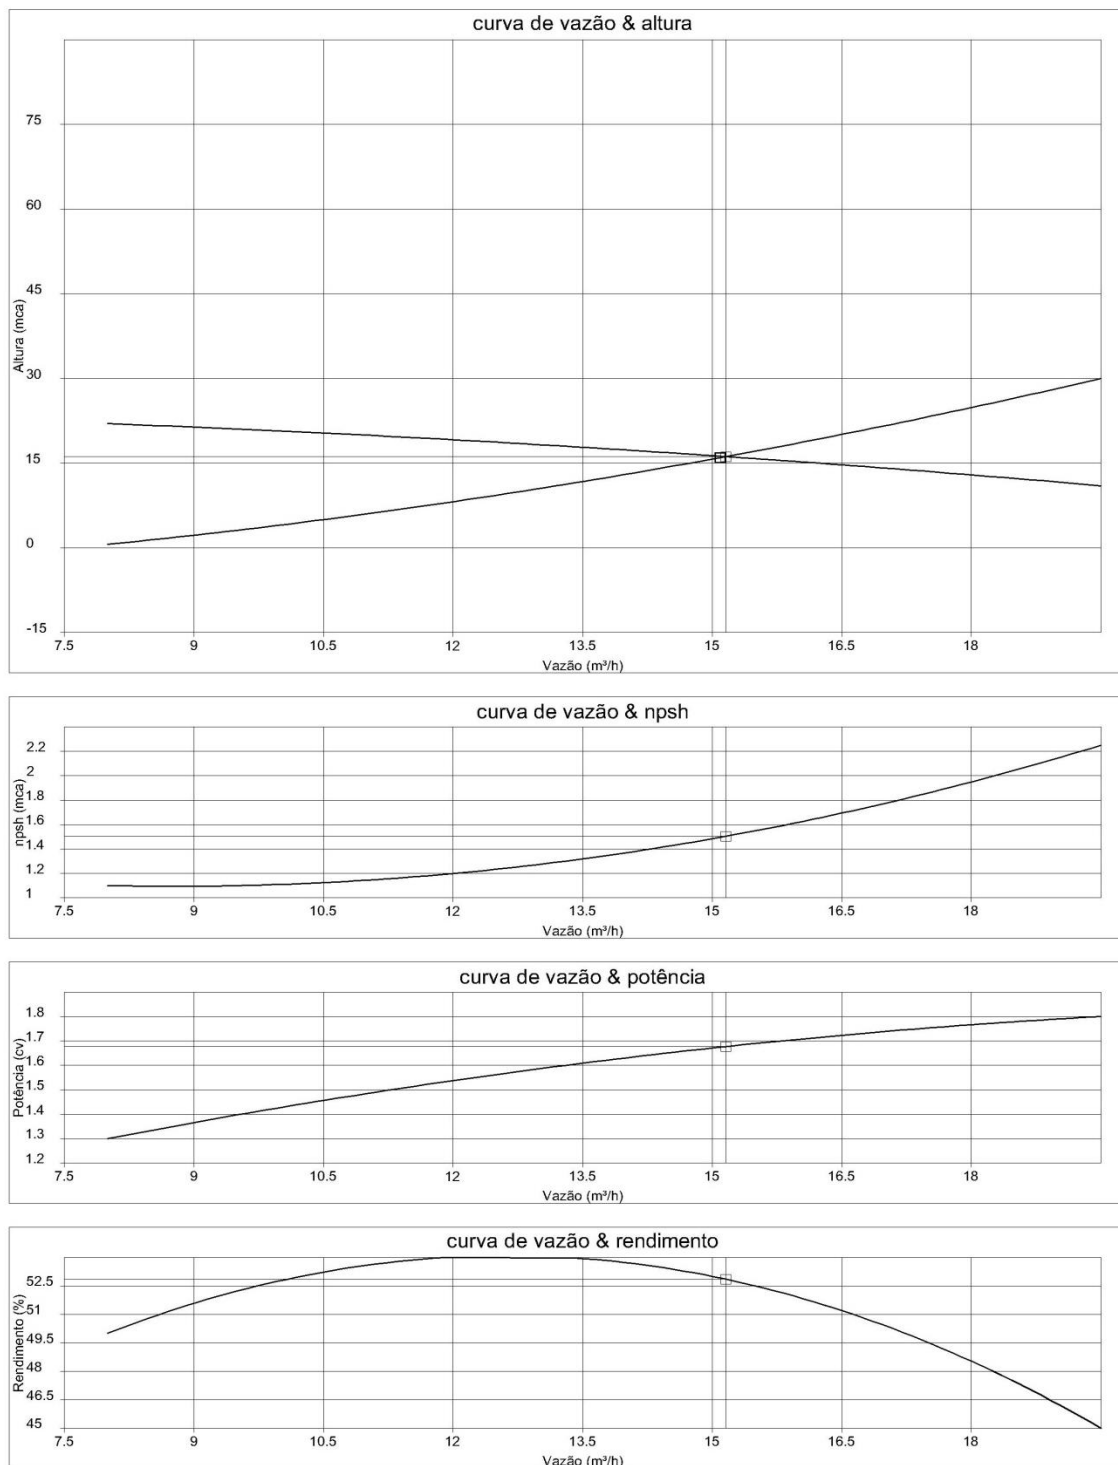 curva de vazão & altura
75
60
45
30
15
0
-15
Altura (mca)
7.5 9 10.5 12 13.5 15 16.5 18
Vazão (m³/h)
curva de vazão & npsh
2.2
2
1.8
1.6
1.4
1.2
1
npsh (mca)
7.5 9 10.5 12 13.5 15 16.5 18
Vazão (m³/h)
curva de vazão & potência
1.8
1.7
1.6
1.5
1.4
1.3
1.2
Potência (cv)
7.5 9 10.5 12 13.5 15 16.5 18
Vazão (m³/h)
curva de vazão & rendimento
52.5
51
49.5
48
46.5
45
Rendimento (%)
7.5 9 10.5 12 13.5 15 16.5 18
Vazão (m³/h)